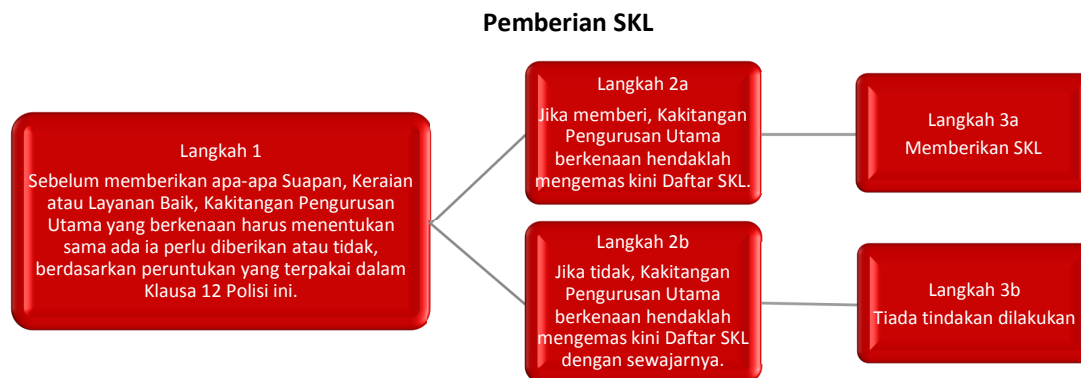 Pemberian SKL
Langkah 1
Sebelum memberikan apa-apa Suapan, Keraian
atau Layanan Baik, Kakitangan Pengurusan
Utama yang berkenaan harus menentukan
sama ada ia perlu diberikan atau tidak,
berdasarkan peruntukan yang terpakai dalam
Klausa 12 Polisi ini.
Langkah 2a
Jika memberi, Kakitangan
Pengurusan Utama
berkenaan hendaklah
mengemas kini Daftar SKL.
Langkah 3a
Memberikan SKL
Langkah 2b
Jika tidak, Kakitangan
Pengurusan Utama
berkenaan hendaklah
mengemas kini Daftar SKL
dengan sewajarnya.
Langkah 3b
Tiada tindakan dilakukan